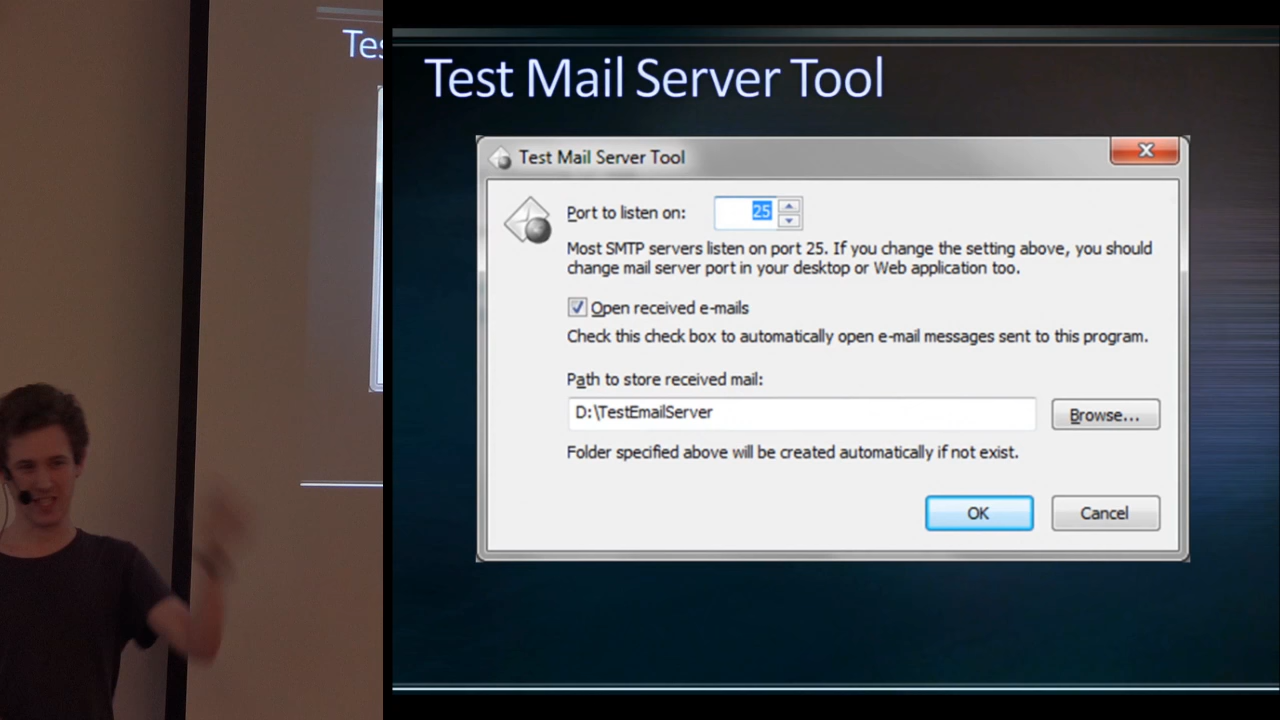 Tes
Test Mail Server Tool
Test Mail Server Tool
Port to listen on:
25
Most SMTP servers listen on port 25. If you change the setting above, you should
change mail server port in your desktop or Web application too.
Open received e-mails
Check this check box to automatically open e-mail messages sent to this program.
Path to store received mail:
D:\TestEmailServer
Browse...
Folder specified above will be created automatically if not exist.
OK
Cancel